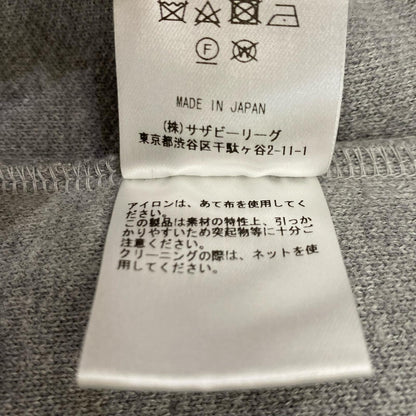 F
W
MADE IN JAPAN
(株) サザビーリーグ
東京都渋谷区千駄ヶ谷2-11-1
アイロンは、あて布を使用してく
ださい。
この製品は素材の特性上、引っか
かりやすいため突起物等に十分ご
注意ください。
クリーニングの際は、ネットを使
用してください。